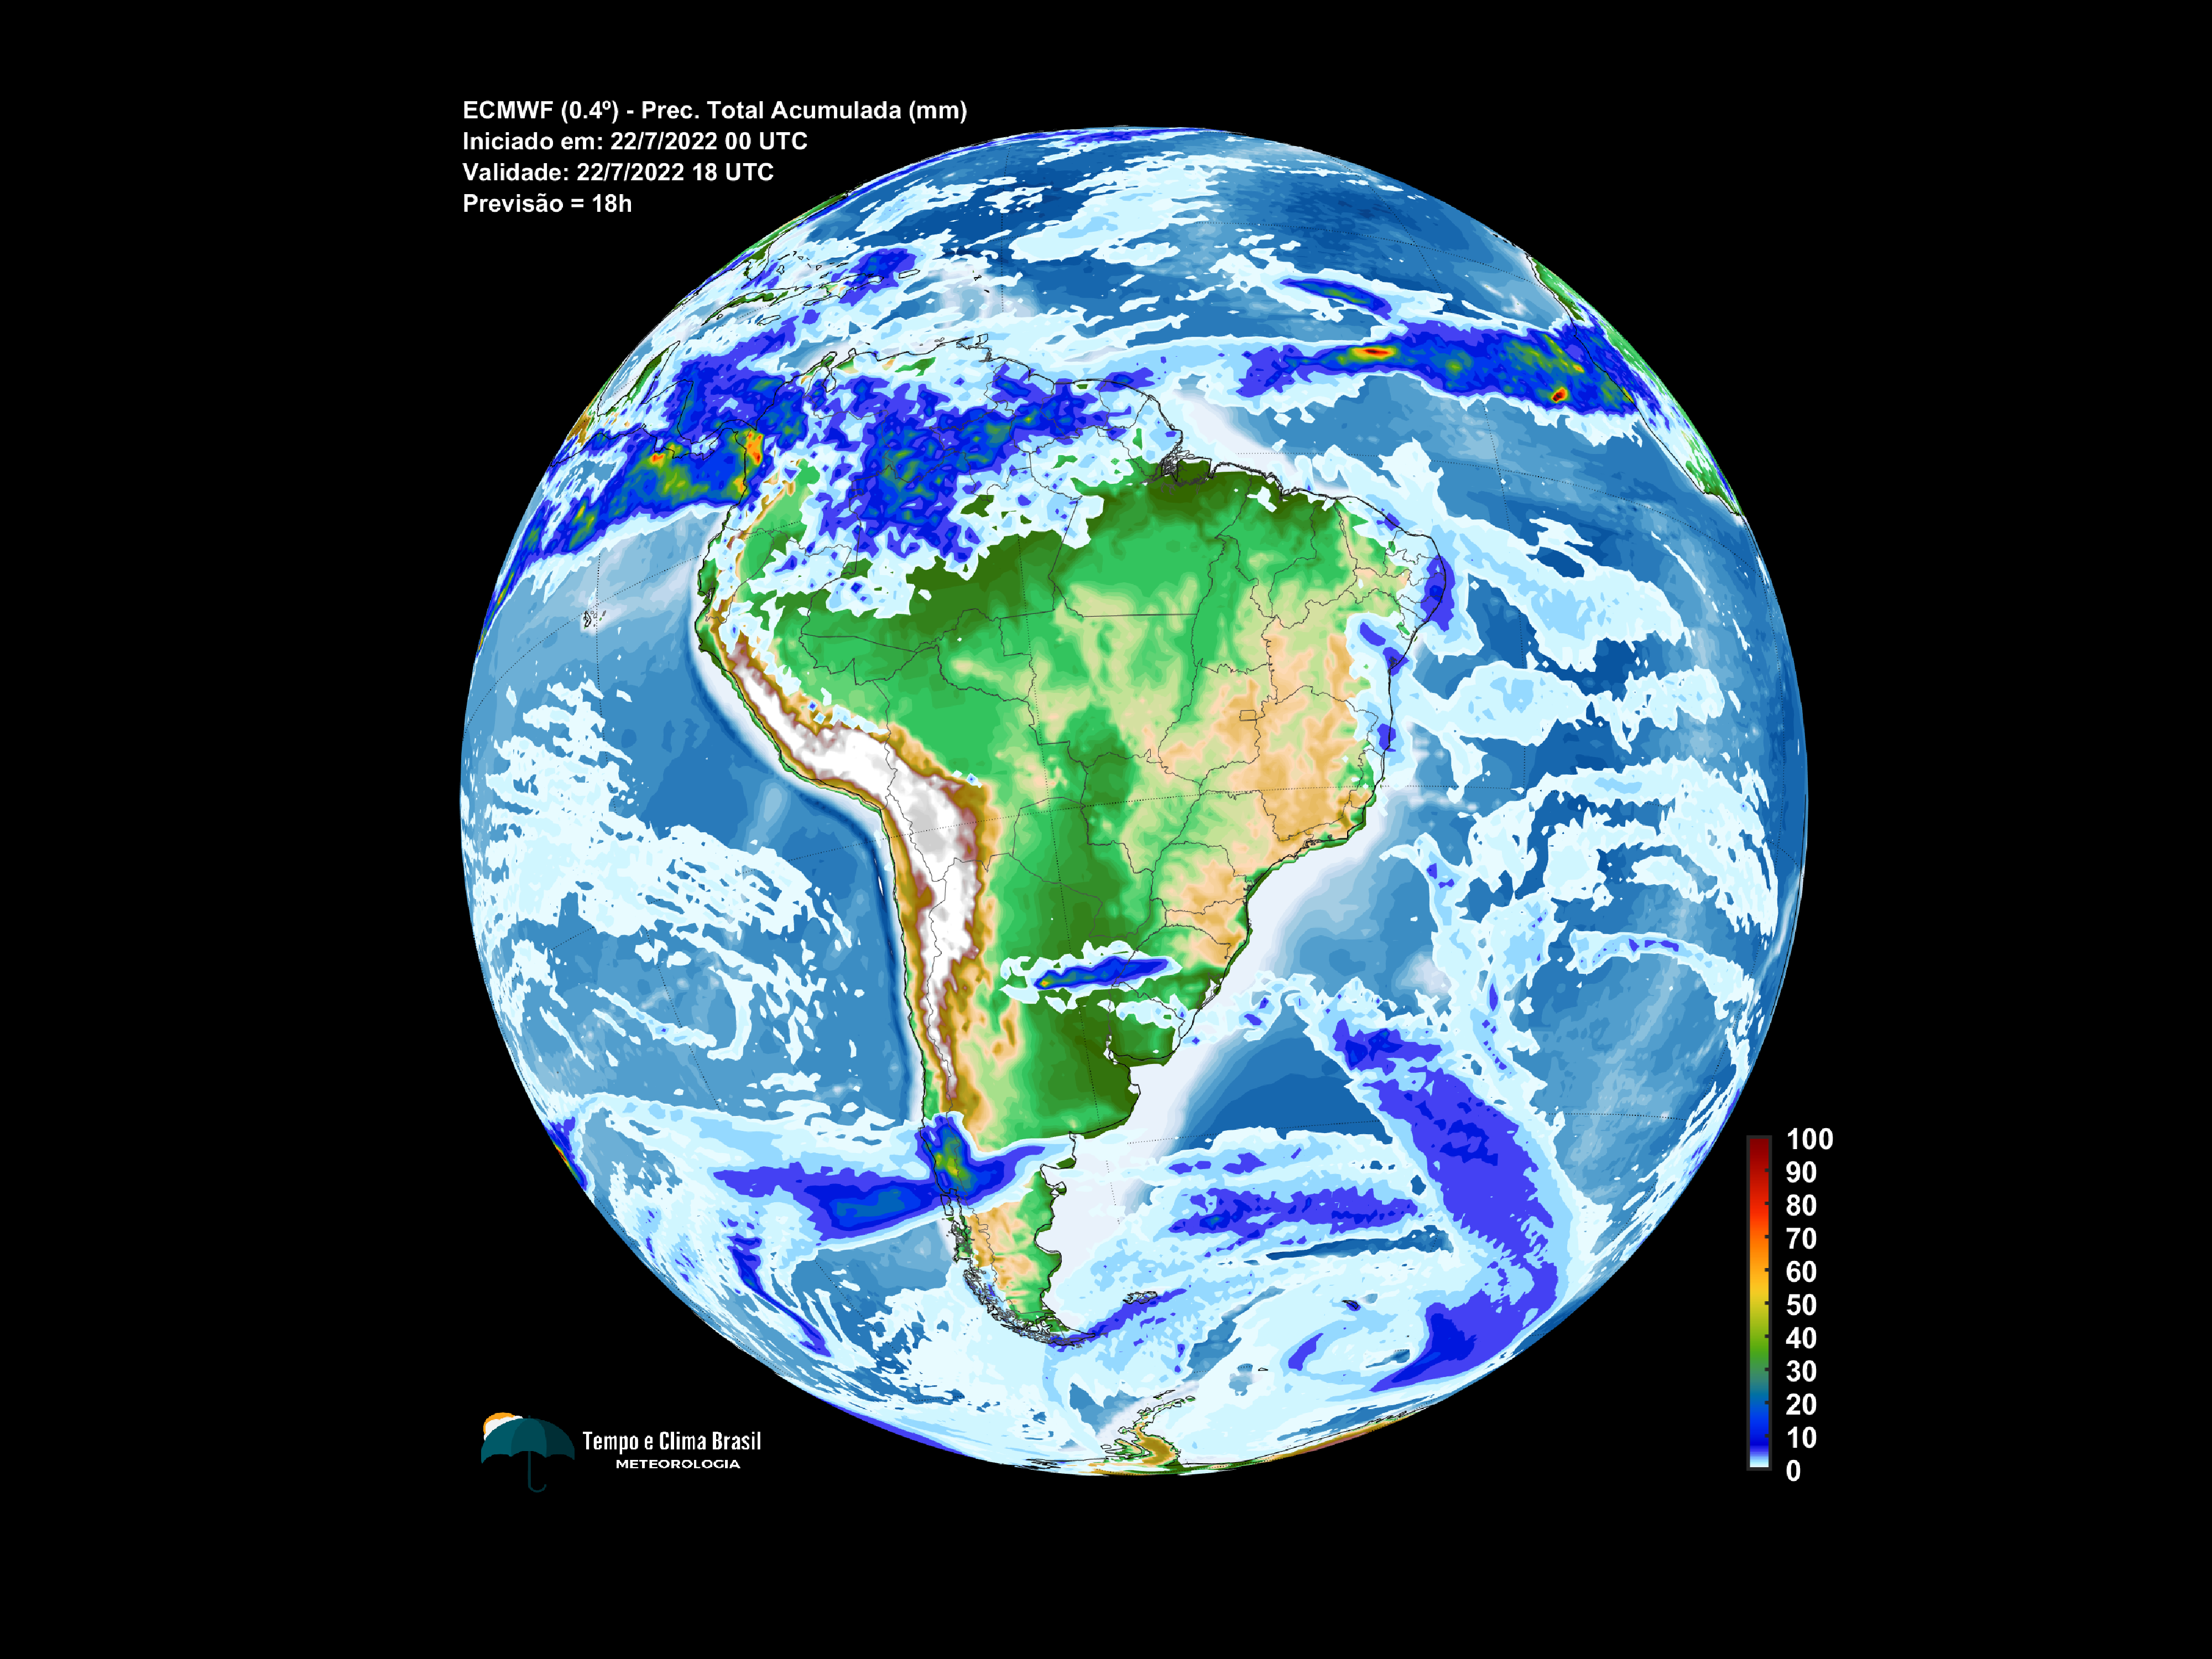 ECMWF (0.4º) - Prec. Total Acumulada (mm)
Iniciado em: 22/7/2022 00 UTC
Validade: 22/7/2022 18 UTC
Previsão = 18h
100
90
80
70
60
50
40
30
20
10
0
Tempo e Clima Brasil
METEOROLOGIA